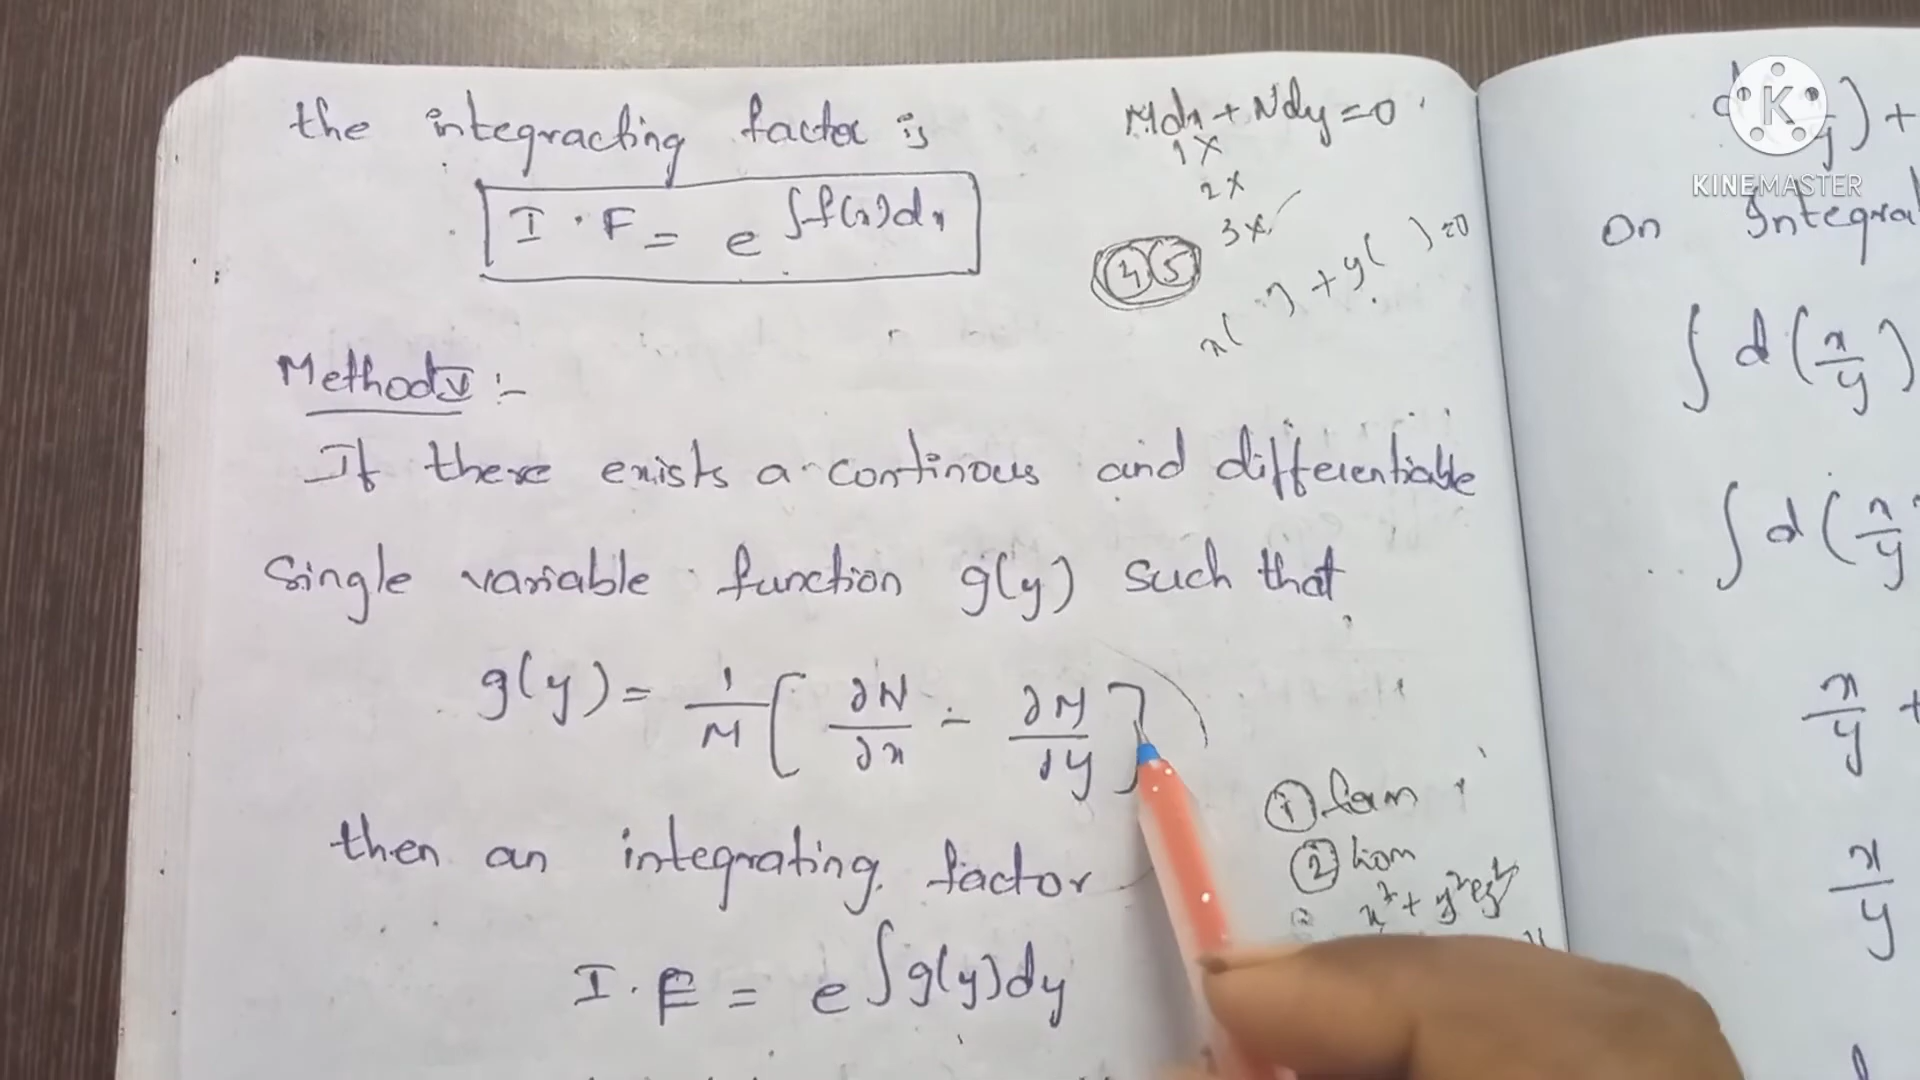 the integracting factor is
I . F = e^∫f(x)dx
Mdx + Ndy = 0
1 x
2 x
3 x
4 5
x( ) + y( ) = 0
Method V :-
If there exists a continous and differentiable
single variable function g(y) such that
g(y) = 1/M [ ∂N/∂x - ∂M/∂y ]
then an integrating factor
I . F = e^∫g(y)dy
① form
② hom
x² + y²
KINEMASTER
On Integra
∫ d ( x/y )
∫ d ( x/y
x/y +
x/y